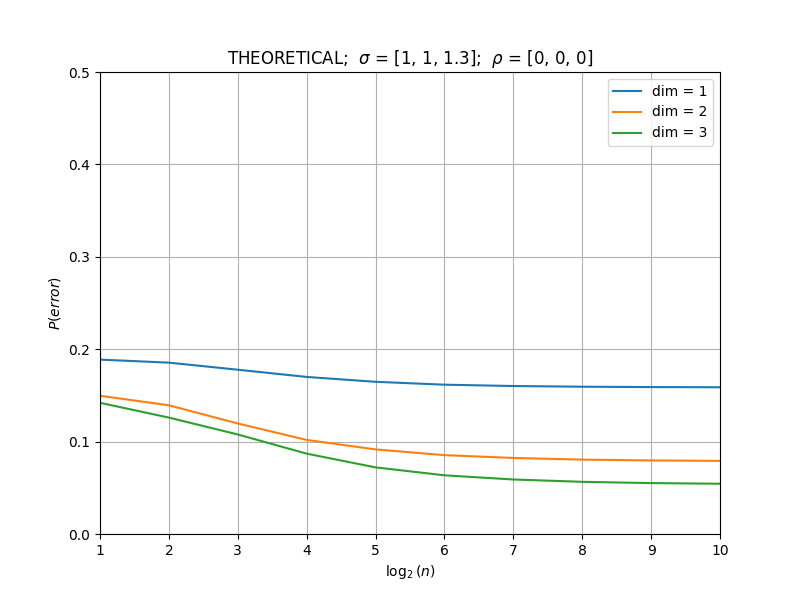 THEORETICAL;  σ = [1, 1, 1.3];  ρ = [0, 0, 0]
dim = 1
dim = 2
dim = 3
0.5
0.4
0.3
0.2
0.1
0.0
P(error)
1 2 3 4 5 6 7 8 9 10
log₂ (n)